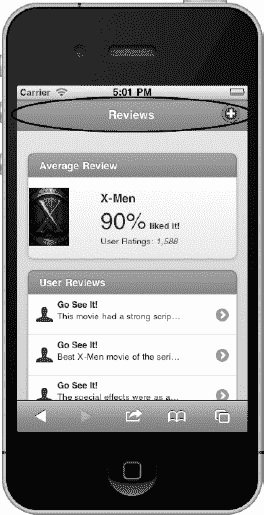 Carrier 5:01 PM
Reviews
Average Review
X-Men
90% liked it!
User Ratings: 1,588
User Reviews
Go See It!
This movie had a strong scrip...
Go See It!
Best X-Men movie of the seri...
Go See It!
The special effects were as a...